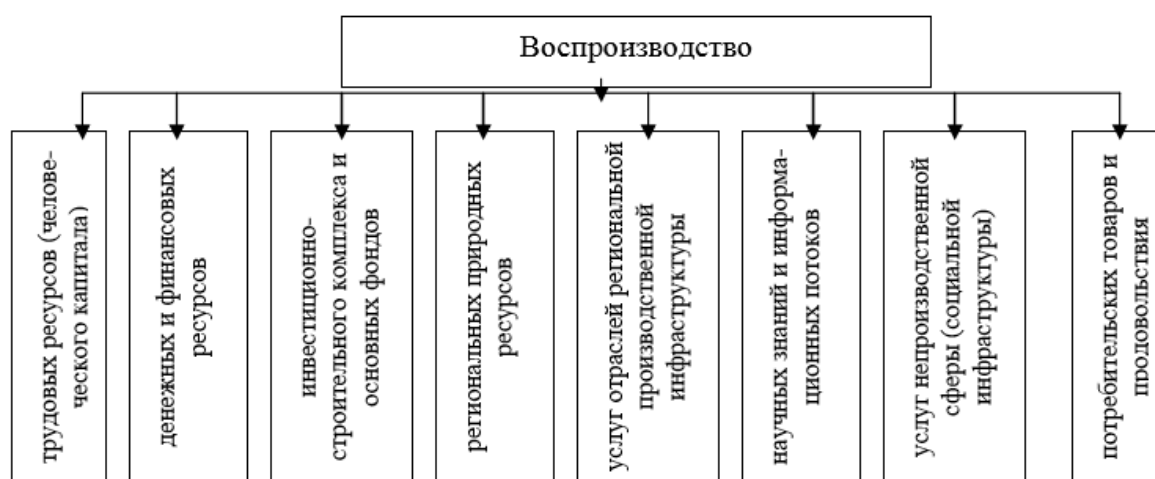 Воспроизводство
трудовых ресурсов (челове-
ческого капитала)
денежных и финансовых
ресурсов
инвестиционно-
строительного комплекса и
основных фондов
региональных природных
ресурсов
услуг отраслей региональной
производственной
инфраструктуры
научных знаний и информа-
ционных потоков
услуг непроизводственной
сферы (социальной
инфраструктуры)
потребительских товаров и
продовольствия